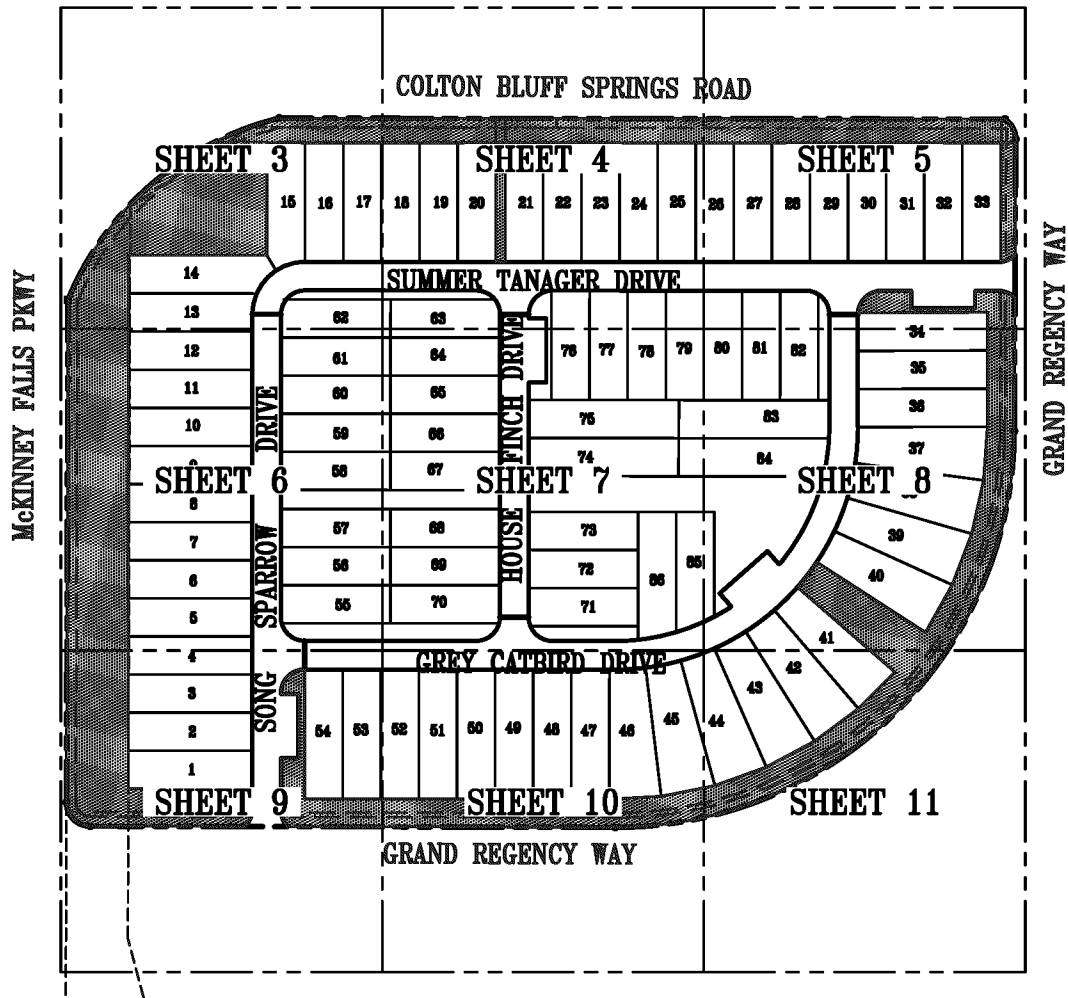 COLTON BLUFF SPRINGS ROAD
SHEET 3 SHEET 4 SHEET 5
15 16 17 18 19 20 21 22 23 24 25 26 27 28 29 30 31 32 33
SUMMER TANAGER DRIVE
McKINNEY FALLS PKWY
GRAND REGENCY WAY
14
13
12
11
10
SHEET 6 SHEET 7 SHEET 8
8
7
6
5
4
3
2
1
SONG SPARROW DRIVE
62 63
61 64
60 65
59 66
58 67
57 68
56 69
55 70
HOUSE FINCH DRIVE
76 77 78 79 80 81 82
75 83
74 84
73
72
71
86 85
34
35
36
37
39
40
41
42
43
44
45
GREY CATBIRD DRIVE
54 53 52 51 50 49 48 47 46
SHEET 9 SHEET 10 SHEET 11
GRAND REGENCY WAY